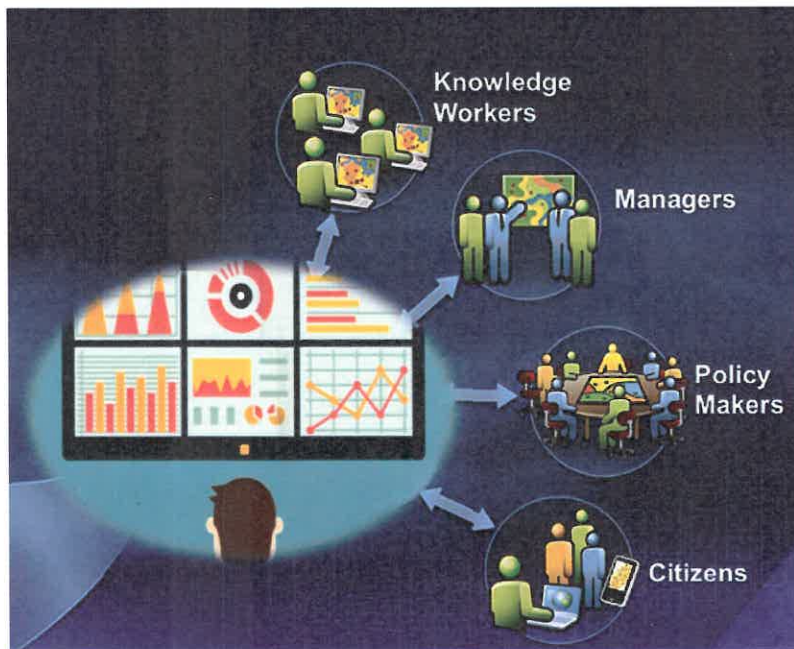 Knowledge
Workers
Managers
Policy
Makers
Citizens